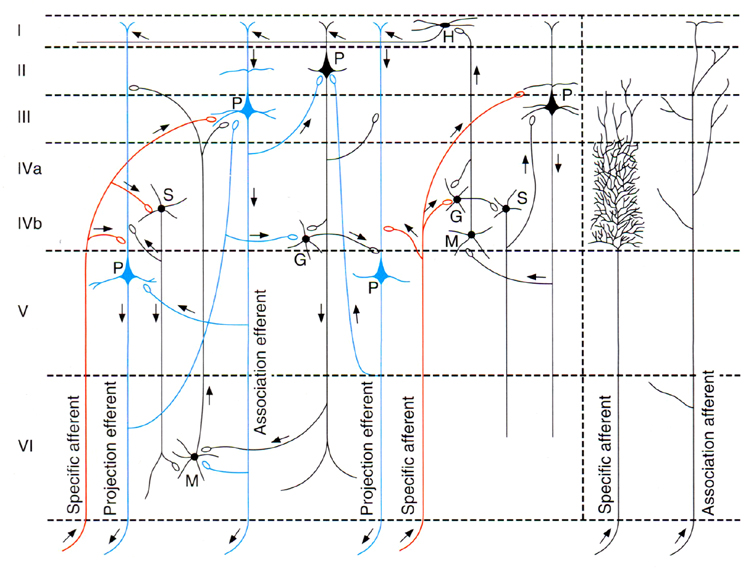 I
H
II
P
III
P
P
IVa
S
G
S
IVb
M
G
P
P
V
VI
M
Specific afferent
Projection efferent
Association efferent
Projection efferent
Specific afferent
Specific afferent
Association afferent